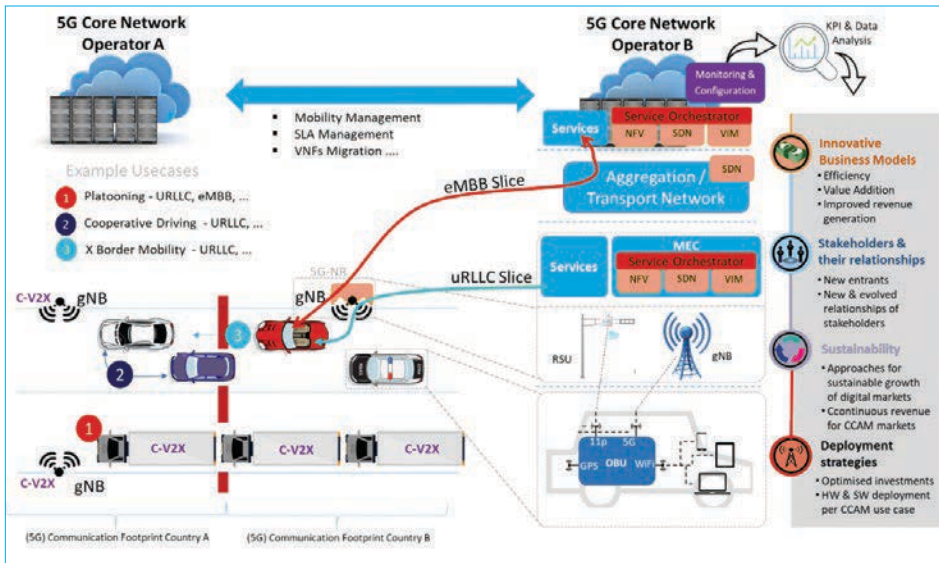 5G Core Network
Operator A
5G Core Network
Operator B
KPI & Data
Analysis
Monitoring &
Configuration
▪ Mobility Management
▪ SLA Management
▪ VNFs Migration ....
Services
Service Orchestrator
NFV
SDN
VIM
Example Usecases
1 Platooning - URLLC, eMBB, ...
2 Cooperative Driving - URLLC, ...
3 X Border Mobility - URLLC, ...
eMBB Slice
SDN
Aggregation /
Transport Network
uRLLC Slice
Services
MEC
Service Orchestrator
NFV
SDN
VIM
5G-NR
gNB
C-V2X
gNB
3
2
RSU
gNB
1
C-V2X
C-V2X
C-V2X
C-V2X
gNB
11p
5G
GPS
OBU
WiFi
(5G) Communication Footprint Country A
(5G) Communication Footprint Country B
Innovative
Business Models
• Efficiency
• Value Addition
• Improved revenue
generation
Stakeholders &
their relationships
• New entrants
• New & evolved
relationships of
stakeholders
Sustainability
• Approaches for
sustainable growth
of digital markets
• Continuous revenue
for CCAM markets
Deployment
strategies
• Optimised investments
• HW & SW deployment
per CCAM use case